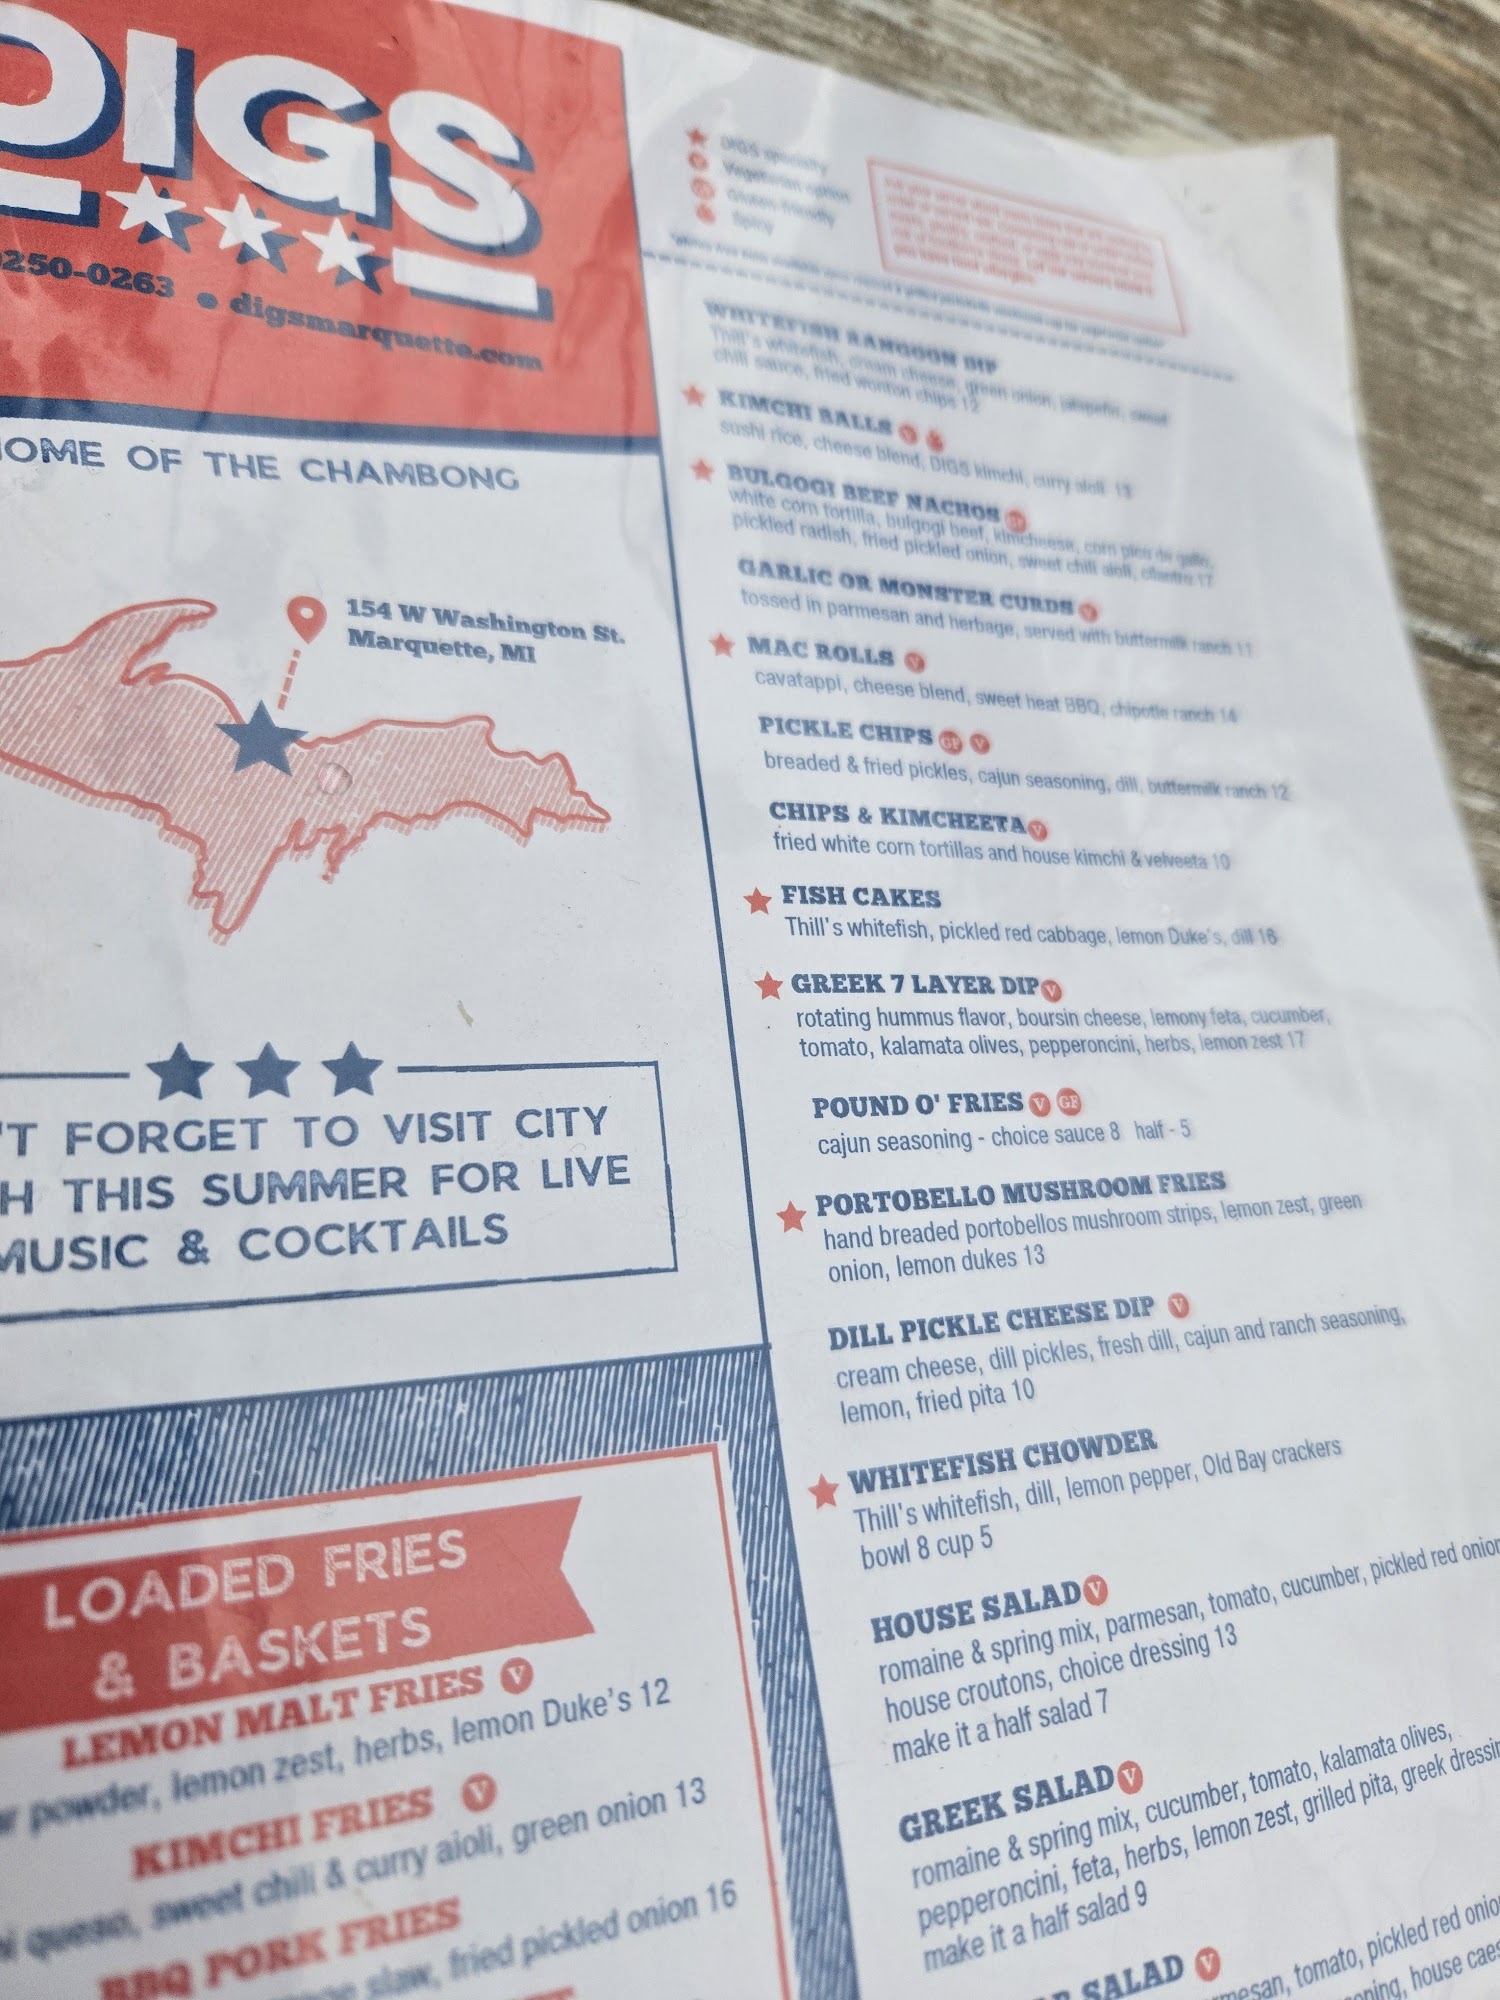 DIGS
250-0263 • digsmarquette.com
OME OF THE CHAMBONG
154 W Washington St.
Marquette, MI
'T FORGET TO VISIT CITY
H THIS SUMMER FOR LIVE
MUSIC & COCKTAILS
LOADED FRIES
& BASKETS
LEMON MALT FRIES V
powder, lemon zest, herbs, lemon Duke's 12
KIMCHI FRIES V
queso, sweet chili & curry aioli, green onion 13
BBQ PORK FRIES
slaw, fried pickled onion 16
DIGS specialty
Vegetarian option
Gluten friendly
Spicy
WHITEFISH RANGOON DIP
Thill's whitefish, cream cheese, green onion, jalapeño, sweet
chili sauce, fried wonton chips 12
KIMCHI BALLS V
sushi rice, cheese blend, DIGS kimchi, curry aioli 13
BULGOGI BEEF NACHOS GF
white corn tortilla, bulgogi beef, kimcheese, corn pico de gallo,
pickled radish, fried pickled onion, sweet chili aioli, cilantro 17
GARLIC OR MONSTER CURDS V
tossed in parmesan and herbage, served with buttermilk ranch 11
MAC ROLLS V
cavatappi, cheese blend, sweet heat BBQ, chipotle ranch 14
PICKLE CHIPS GF V
breaded & fried pickles, cajun seasoning, dill, buttermilk ranch 12
CHIPS & KIMCHEETA V
fried white corn tortillas and house kimchi & velveeta 10
FISH CAKES
Thill's whitefish, pickled red cabbage, lemon Duke's, dill 16
GREEK 7 LAYER DIP V
rotating hummus flavor, boursin cheese, lemony feta, cucumber,
tomato, kalamata olives, pepperoncini, herbs, lemon zest 17
POUND O' FRIES V GF
cajun seasoning - choice sauce 8 half - 5
PORTOBELLO MUSHROOM FRIES
hand breaded portobellos mushroom strips, lemon zest, green
onion, lemon dukes 13
DILL PICKLE CHEESE DIP V
cream cheese, dill pickles, fresh dill, cajun and ranch seasoning,
lemon, fried pita 10
WHITEFISH CHOWDER
Thill's whitefish, dill, lemon pepper, Old Bay crackers
bowl 8 cup 5
HOUSE SALAD V
romaine & spring mix, parmesan, tomato, cucumber, pickled red onion
house croutons, choice dressing 13
make it a half salad 7
GREEK SALAD V
romaine & spring mix, cucumber, tomato, kalamata olives,
pepperoncini, feta, herbs, lemon zest, grilled pita, greek dressin
make it a half salad 9
SALAD V
mesan, tomato, pickled red onio
oning, house caes